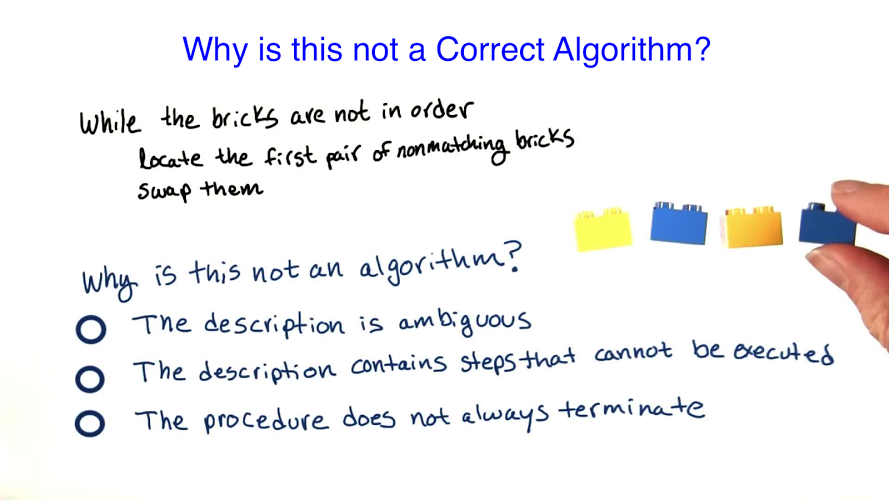 Why is this not a Correct Algorithm?
While the bricks are not in order
locate the first pair of nonmatching bricks
swap them
Why is this not an algorithm?
The description is ambiguous
The description contains steps that cannot be executed
The procedure does not always terminate